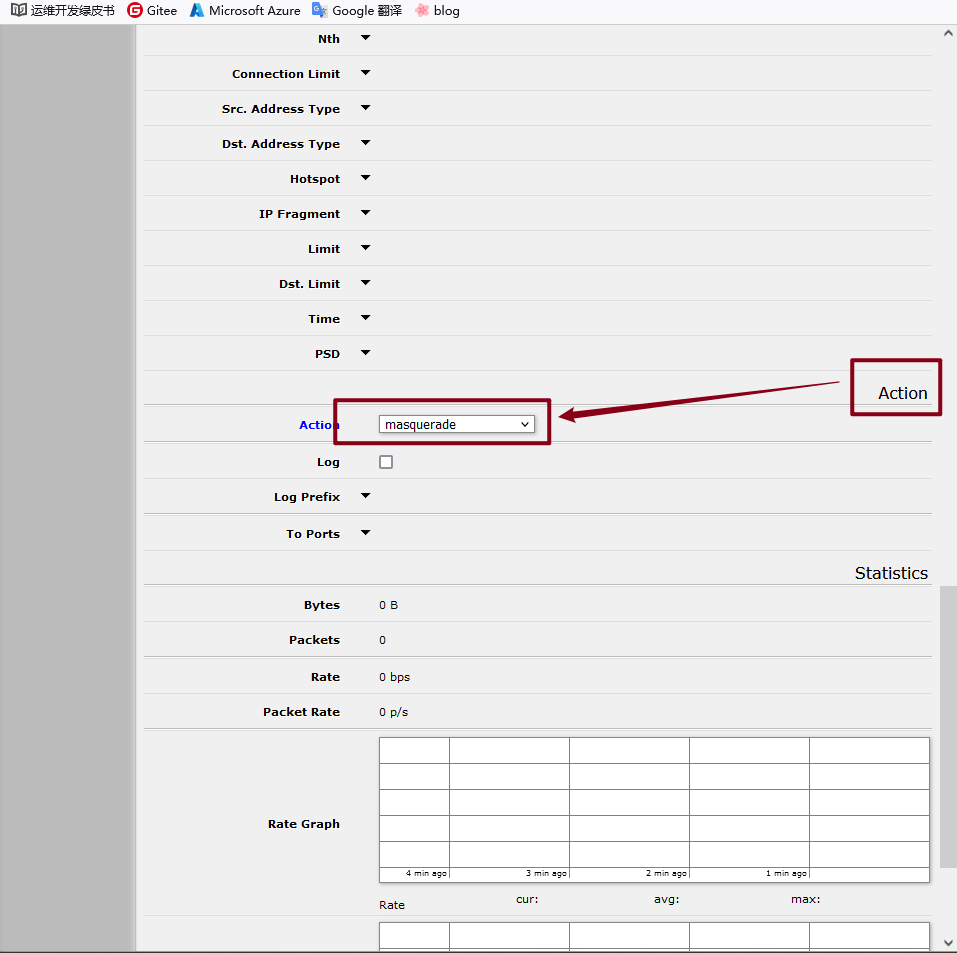 运维开发绿皮书 Gitee Microsoft Azure Google 翻译 blog
Nth
Connection Limit
Src. Address Type
Dst. Address Type
Hotspot
IP Fragment
Limit
Dst. Limit
Time
PSD
Action
Action masquerade
Log
Log Prefix
To Ports
Statistics
Bytes 0 B
Packets 0
Rate 0 bps
Packet Rate 0 p/s
Rate Graph
4 min ago 3 min ago 2 min ago 1 min ago
Rate cur: avg: max: